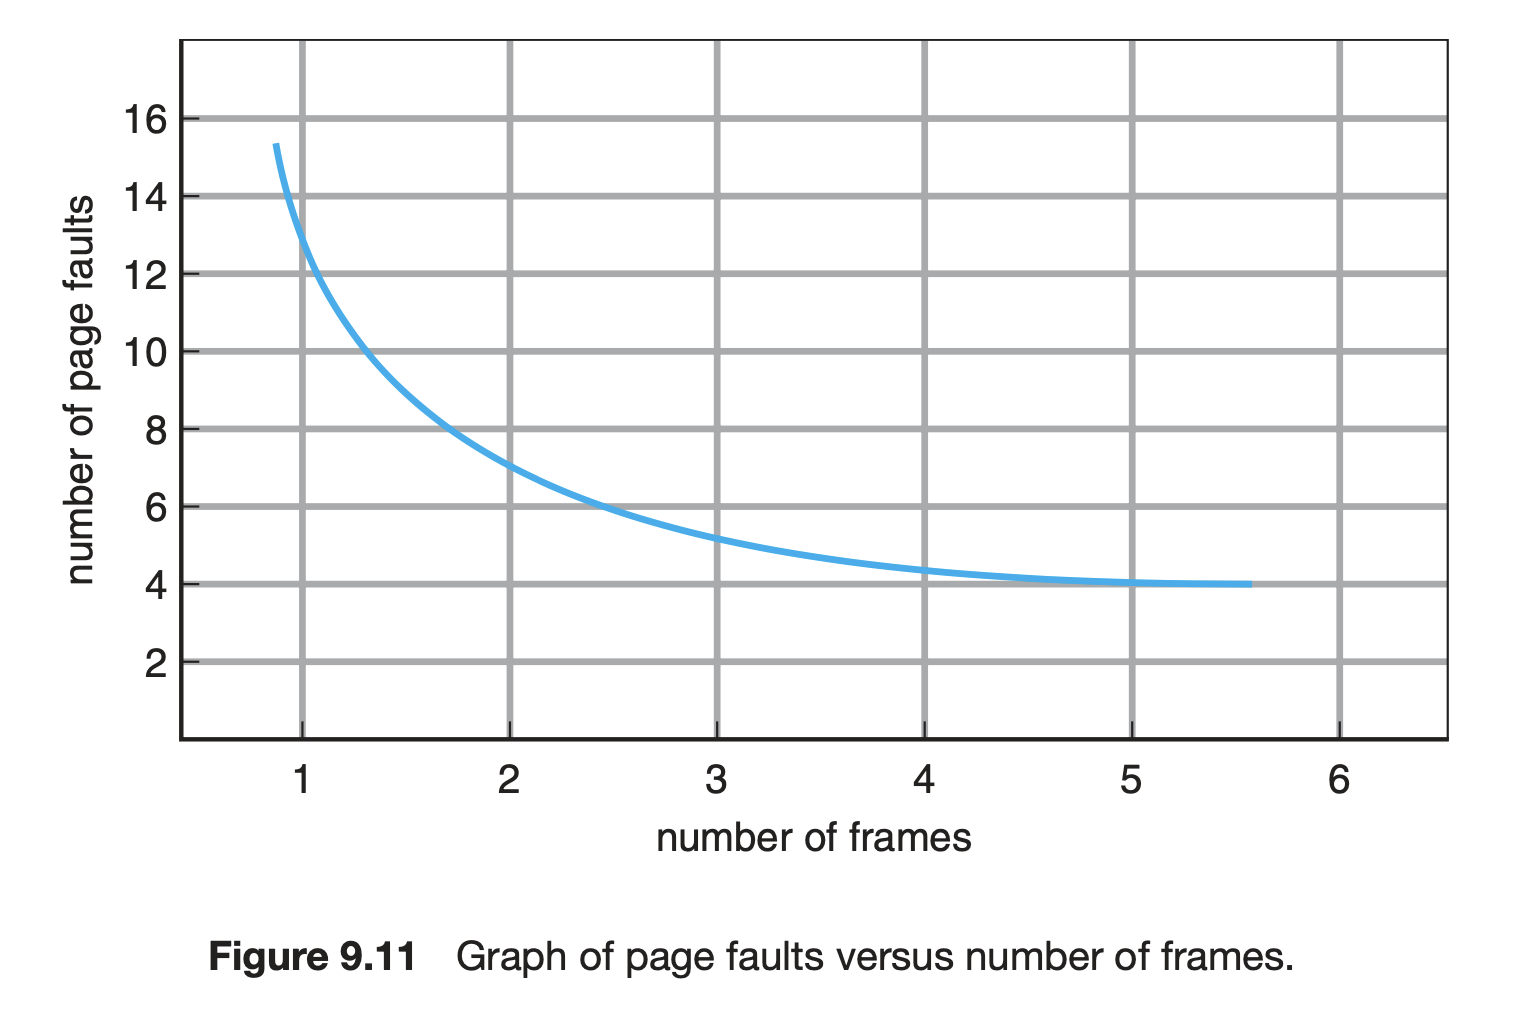 16
14
12
10
8
6
4
2
number of page faults
1 2 3 4 5 6
number of frames
Figure 9.11 Graph of page faults versus number of frames.